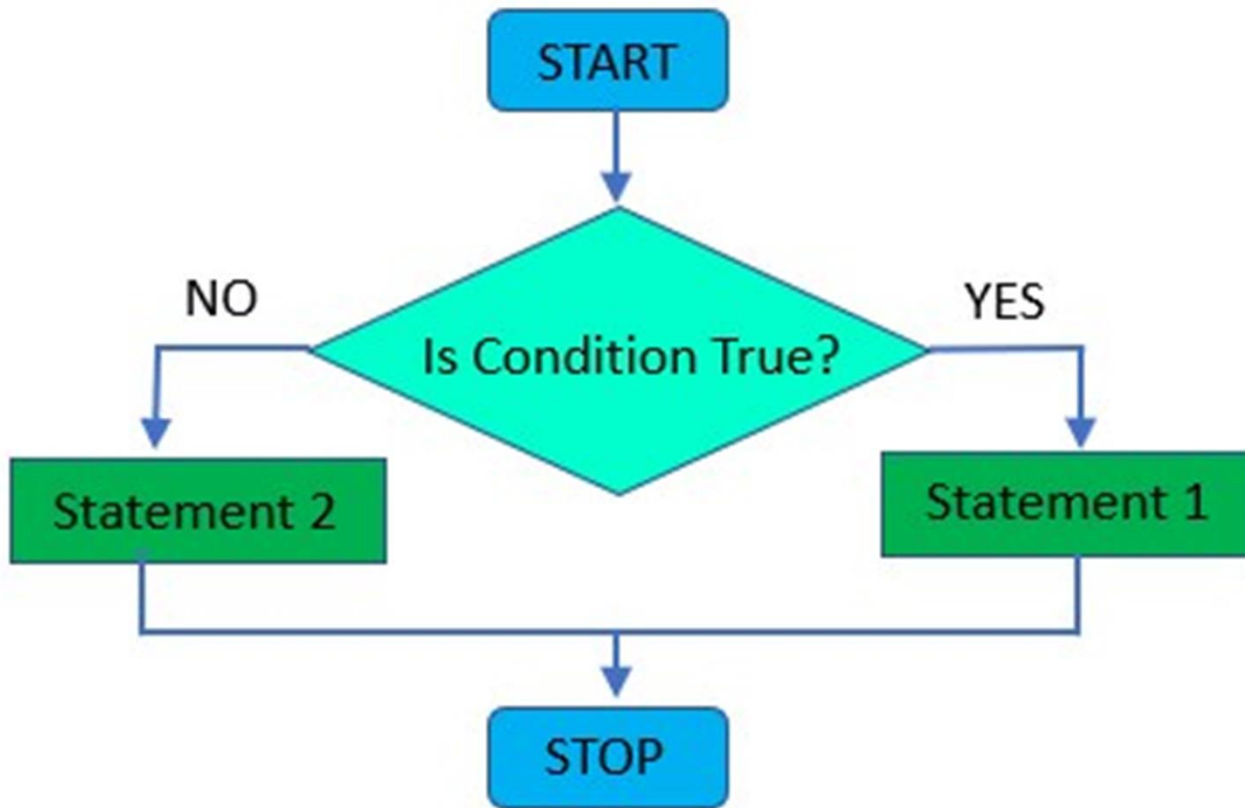 START
NO
YES
Is Condition True?
Statement 2
Statement 1
STOP